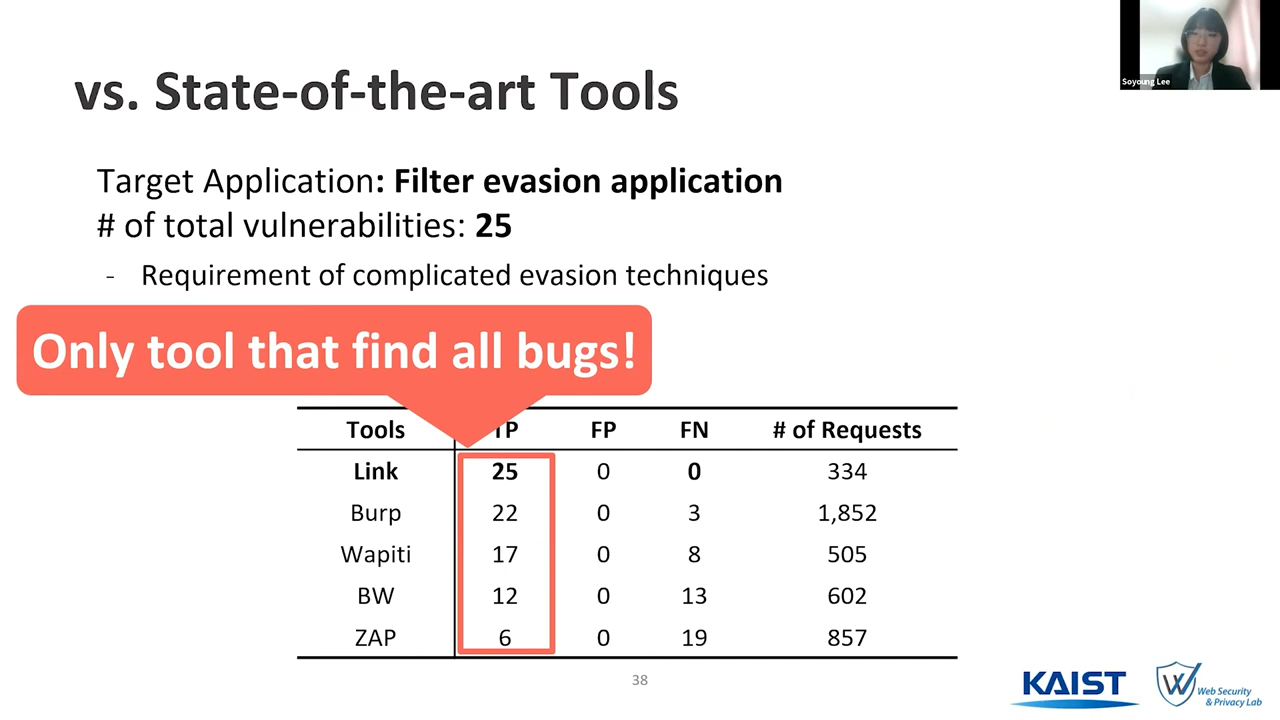 Soyoung Lee
vs. State-of-the-art Tools
Target Application: Filter evasion application
# of total vulnerabilities: 25
- Requirement of complicated evasion techniques
Only tool that find all bugs!
Tools TP FP FN # of Requests
Link 25 0 0 334
Burp 22 0 3 1,852
Wapiti 17 0 8 505
BW 12 0 13 602
ZAP 6 0 19 857
38
KAIST
W
Web Security
& Privacy Lab